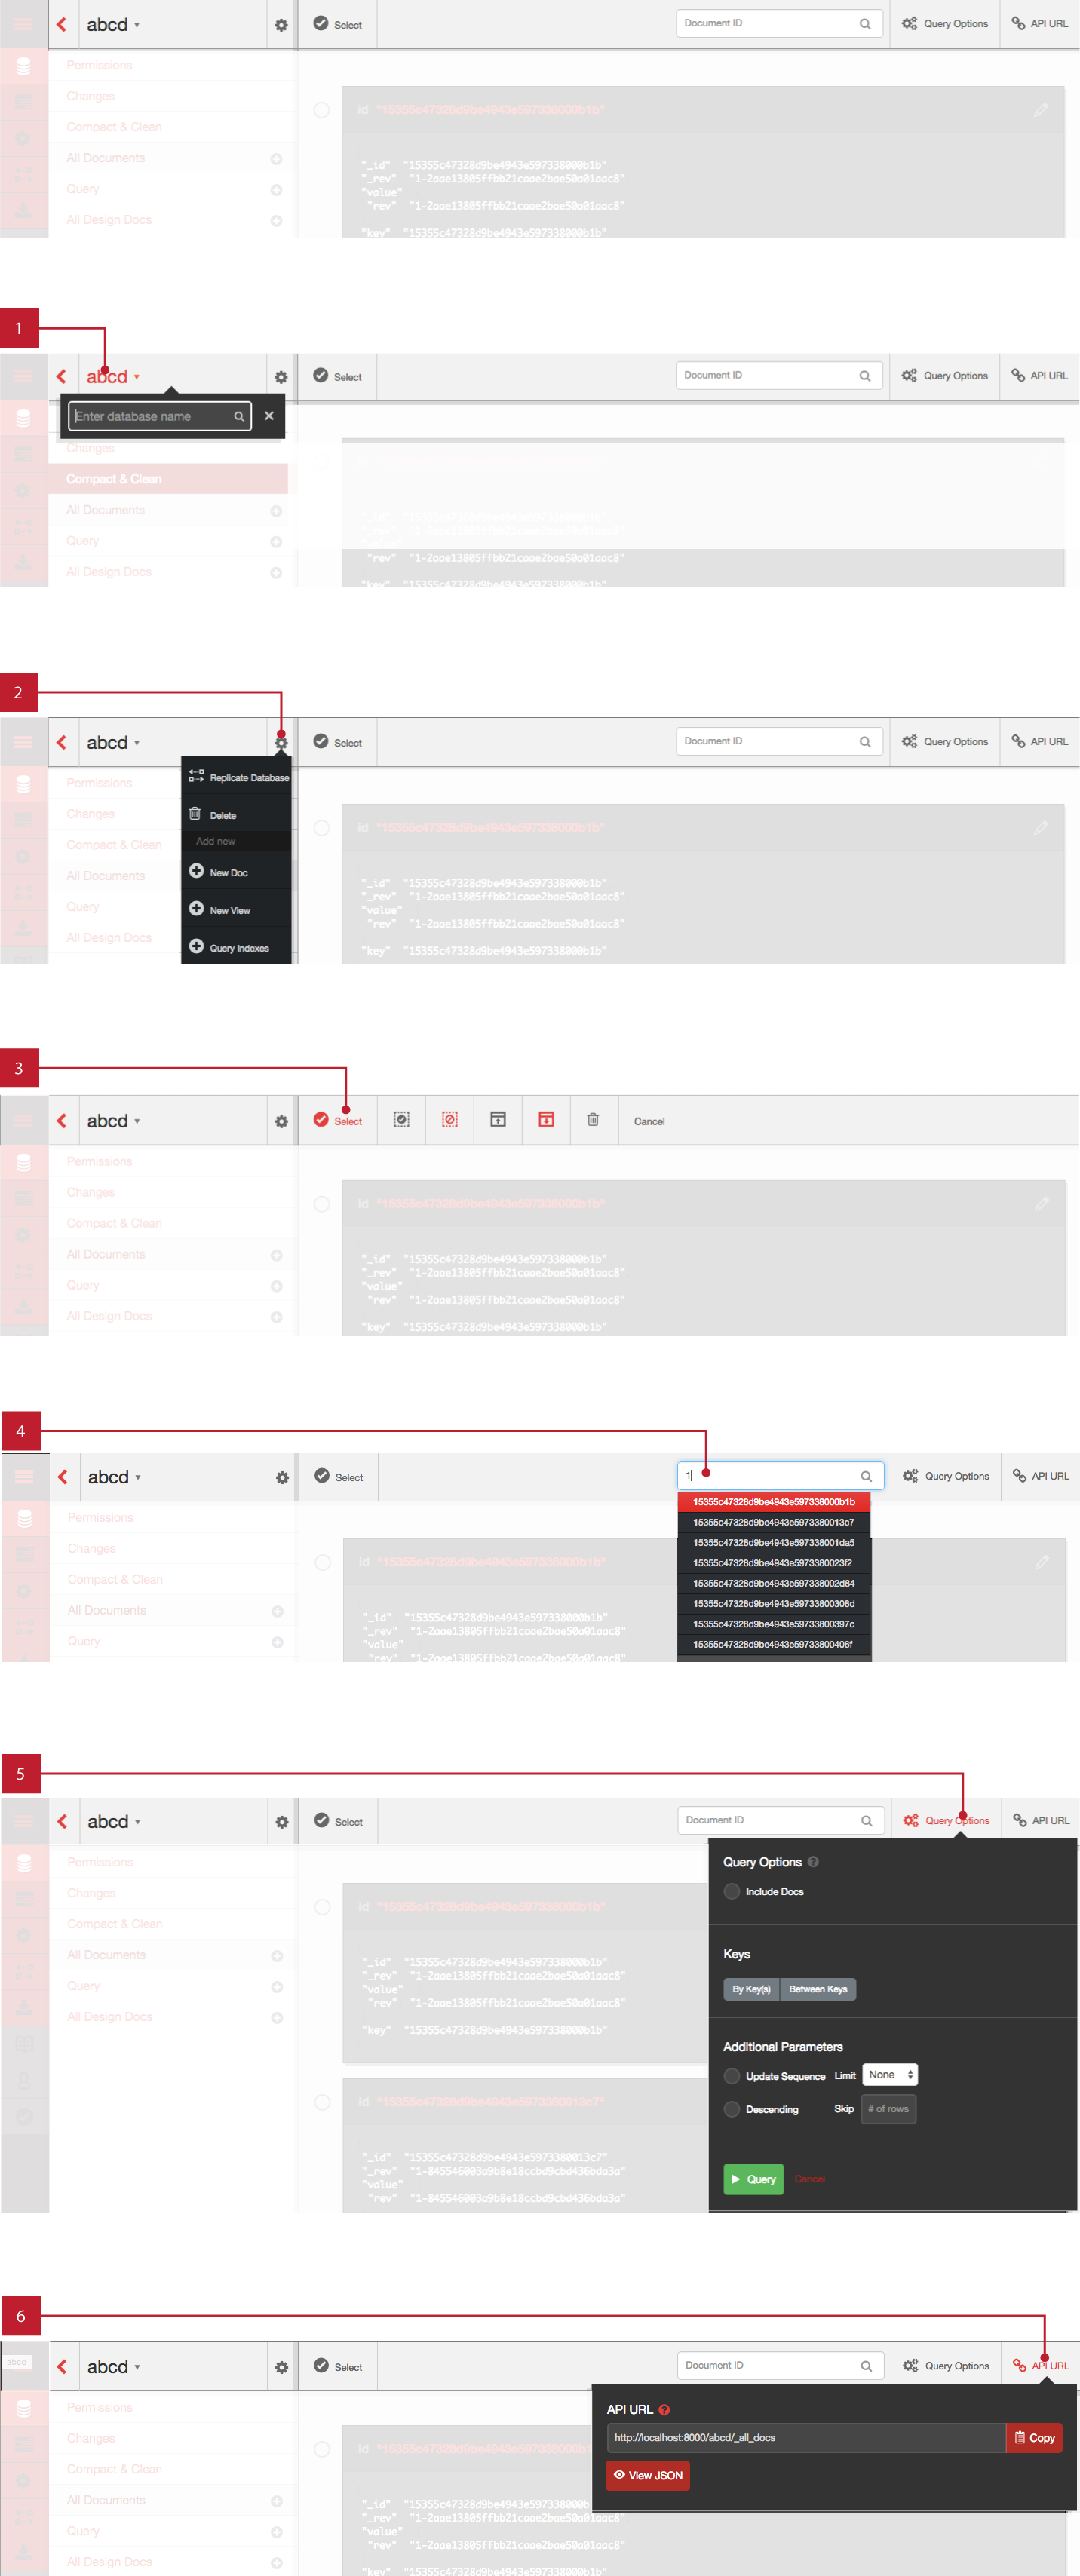 abcd
Select
Document ID
Query Options
API URL
Permissions
Changes
Compact & Clean
All Documents
Query
All Design Docs
id "15355c47328d9be4943e597338000b1b"
"_id" "15355c47328d9be4943e597338000b1b"
"_rev" "1-2aae13805ffbb21caae2bae50a01aac8"
"value"
"rev" "1-2aae13805ffbb21caae2bae50a01aac8"
"key" "15355c47328d9be4943e597338000b1b"
1
abcd
Select
Document ID
Query Options
API URL
Enter database name
Changes
Compact & Clean
All Documents
Query
All Design Docs
"rev" "1-2aae13805ffbb21caae2bae50a01aac8"
"key" "15355c47328d9be4943e597338000b1b"
2
abcd
Select
Document ID
Query Options
API URL
Replicate Database
Delete
Add new
New Doc
New View
Query Indexes
Permissions
Changes
Compact & Clean
All Documents
Query
All Design Docs
id "15355c47328d9be4943e597338000b1b"
"_id" "15355c47328d9be4943e597338000b1b"
"_rev" "1-2aae13805ffbb21caae2bae50a01aac8"
"value"
"rev" "1-2aae13805ffbb21caae2bae50a01aac8"
"key" "15355c47328d9be4943e597338000b1b"
3
abcd
Select
Cancel
Permissions
Changes
Compact & Clean
All Documents
Query
All Design Docs
id "15355c47328d9be4943e597338000b1b"
"_id" "15355c47328d9be4943e597338000b1b"
"_rev" "1-2aae13805ffbb21caae2bae50a01aac8"
"value"
"rev" "1-2aae13805ffbb21caae2bae50a01aac8"
"key" "15355c47328d9be4943e597338000b1b"
4
abcd
Select
1
Query Options
API URL
15355c47328d9be4943e597338000b1b
15355c47328d9be4943e5973380013c7
15355c47328d9be4943e597338001da5
15355c47328d9be4943e5973380023f2
15355c47328d9be4943e597338002d84
15355c47328d9be4943e59733800308d
15355c47328d9be4943e59733800397c
15355c47328d9be4943e59733800406f
Permissions
Changes
Compact & Clean
All Documents
Query
id "15355c47328d9be4943e597338000b1b"
"_id" "15355c47328d9be4943e597338000b1b"
"_rev" "1-2aae13805ffbb21caae2bae50a01aac8"
"value"
"rev" "1-2aae13805ffbb21caae2bae50a01aac8"
5
abcd
Select
Document ID
Query Options
API URL
Query Options
Include Docs
Keys
By Key(s)
Between Keys
Additional Parameters
Update Sequence Limit None
Descending Skip # of rows
Query Cancel
Permissions
Changes
Compact & Clean
All Documents
Query
All Design Docs
id "15355c47328d9be4943e597338000b1b"
"_id" "15355c47328d9be4943e597338000b1b"
"_rev" "1-2aae13805ffbb21caae2bae50a01aac8"
"value"
"rev" "1-2aae13805ffbb21caae2bae50a01aac8"
"key" "15355c47328d9be4943e597338000b1b"
id "15355c47328d9be4943e5973380013c7"
"_id" "15355c47328d9be4943e5973380013c7"
"_rev" "1-845546003a9b8e18ccbd9cbd436bda3a"
"value"
"rev" "1-845546003a9b8e18ccbd9cbd436bda3a"
6
abcd
abcd
Select
Document ID
Query Options
API URL
API URL
http://localhost:8000/abcd/_all_docs
Copy
View JSON
Permissions
Changes
Compact & Clean
All Documents
Query
All Design Docs
"_id" "15355c47328d9be4943e597338000b
"_rev" "1-2aae13805ffbb21caae2bae50a01aac8"
"value"
"rev" "1-2aae13805ffbb21caae2bae50a01aac8"
"key" "15355c47328d9be4943e597338000b1b"